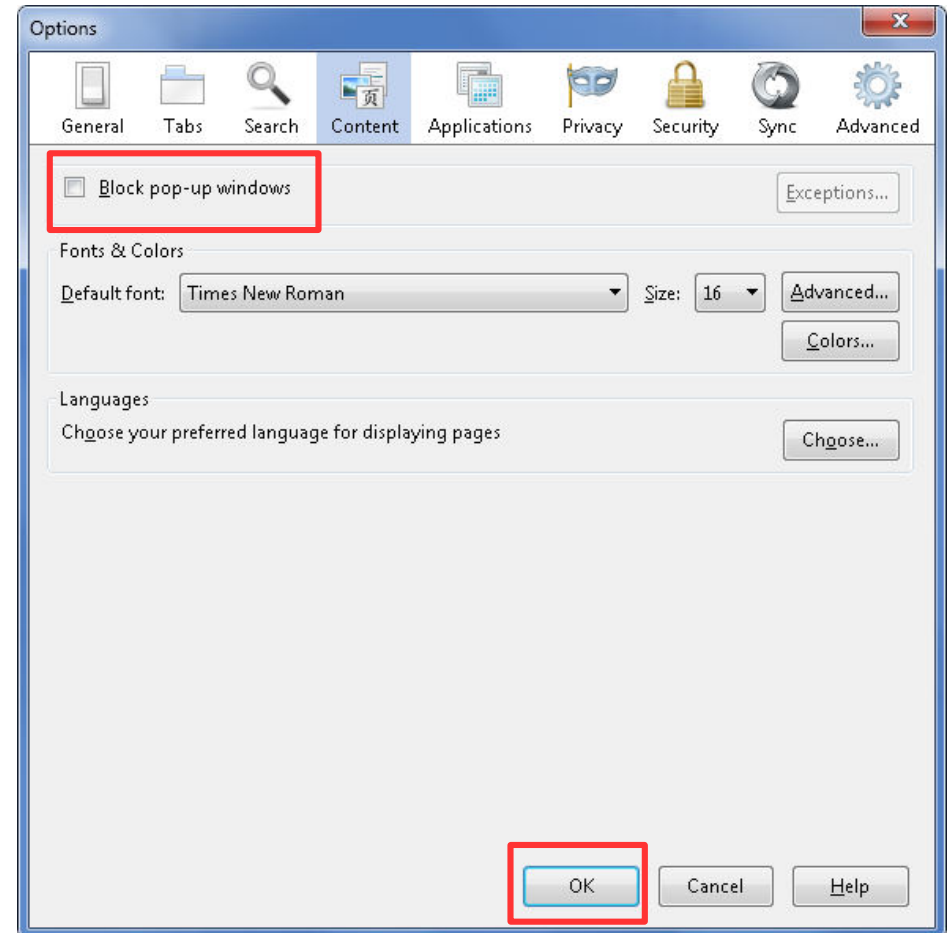 Options
X
页
General Tabs Search Content Applications Privacy Security Sync Advanced
Block pop-up windows Exceptions...
Fonts & Colors
Default font: Times New Roman Size: 16 Advanced...
Colors...
Languages
Choose your preferred language for displaying pages Choose...
OK Cancel Help